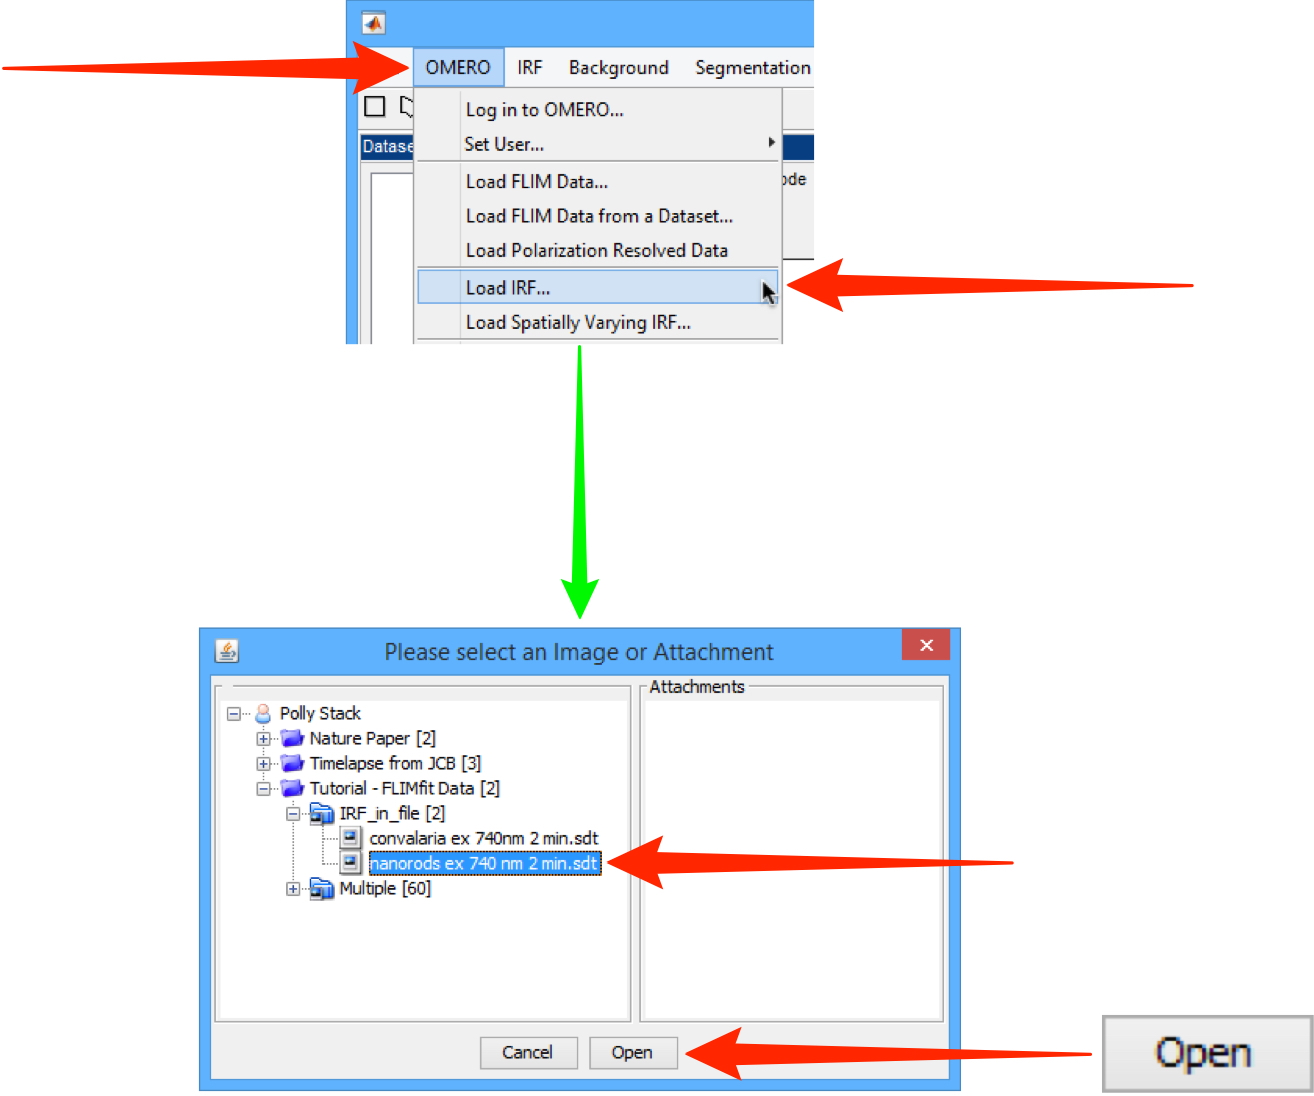 OMERO IRF Background Segmentation
Log in to OMERO...
Datase
Set User...
Load FLIM Data...
ode
Load FLIM Data from a Dataset...
Load Polarization Resolved Data
Load IRF...
Load Spatially Varying IRF...
Please select an Image or Attachment
Attachments
Polly Stack
Nature Paper [2]
Timelapse from JCB [3]
Tutorial - FLIMfit Data [2]
IRF_in_file [2]
convalaria ex 740nm 2 min.sdt
nanorods ex 740 nm 2 min.sdt
Multiple [60]
Cancel Open
Open